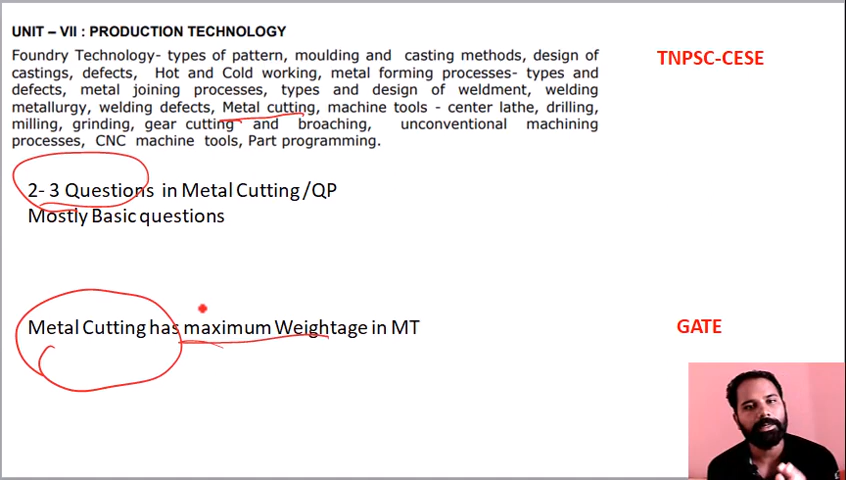 UNIT – VII : PRODUCTION TECHNOLOGY
Foundry Technology- types of pattern, moulding and casting methods, design of
castings, defects, Hot and Cold working, metal forming processes- types and
defects, metal joining processes, types and design of weldment, welding
metallurgy, welding defects, Metal cutting, machine tools - center lathe, drilling,
milling, grinding, gear cutting and broaching, unconventional machining
processes, CNC machine tools, Part programming.
TNPSC-CESE
2- 3 Questions in Metal Cutting /QP
Mostly Basic questions
Metal Cutting has maximum Weightage in MT
GATE